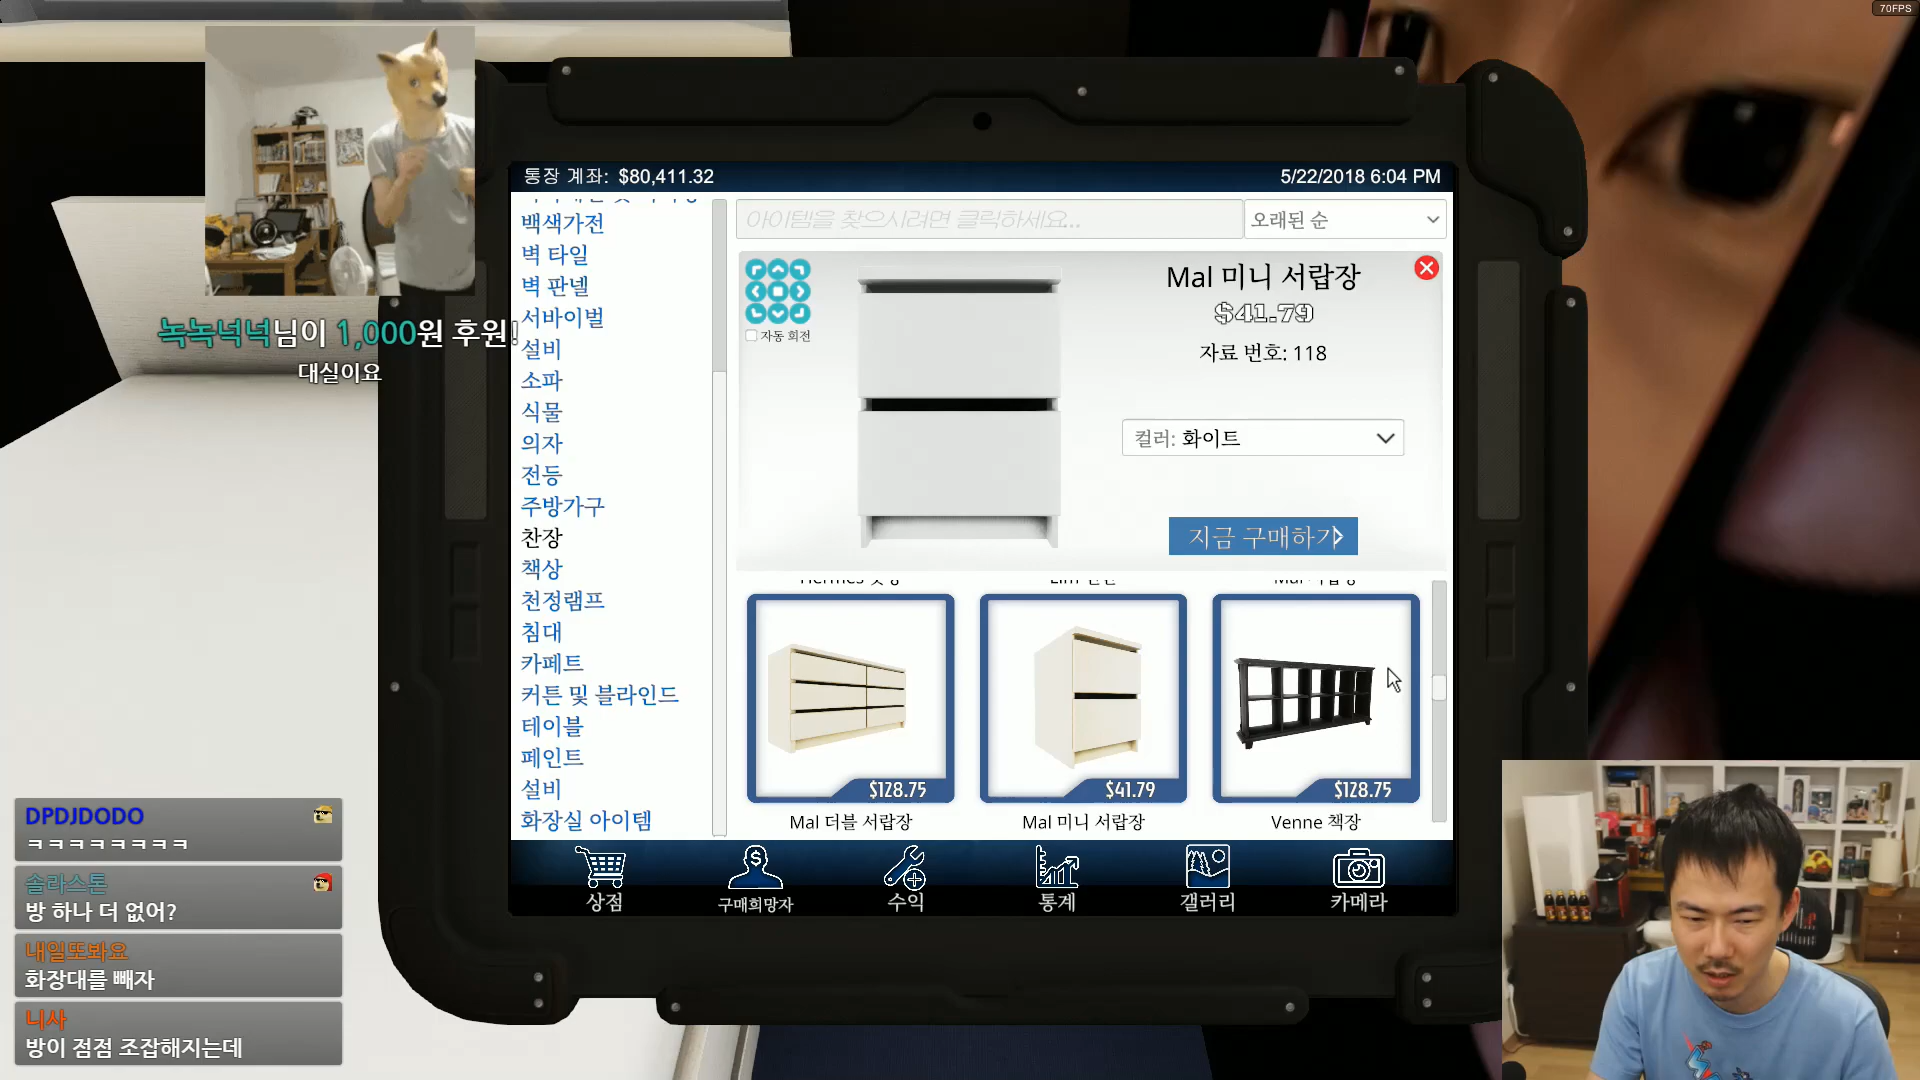 70FPS
통장 계좌: $80,411.32
5/22/2018 6:04 PM
백색가전
벽 타일
벽 판넬
서바이벌
설비
소파
식물
의자
전등
주방가구
찬장
책상
천정램프
침대
카페트
커튼 및 블라인드
테이블
페인트
설비
화장실 아이템
아이템을 찾으시려면 클릭하세요...
오래된 순
자동 회전
Mal 미니 서랍장
$41.79
자료 번호: 118
컬러: 화이트
지금 구매하기
$128.75
$41.79
$128.75
Mal 더블 서랍장
Mal 미니 서랍장
Venne 책장
상점
구매희망자
수익
통계
갤러리
카메라
녹녹넉넉님이 1,000원 후원!
대실이요
DPDJDODO
ㅋㅋㅋㅋㅋㅋㅋㅋ
솔라스톤
방 하나 더 없어?
내일또봐요
화장대를 빼자
니사
방이 점점 조잡해지는데